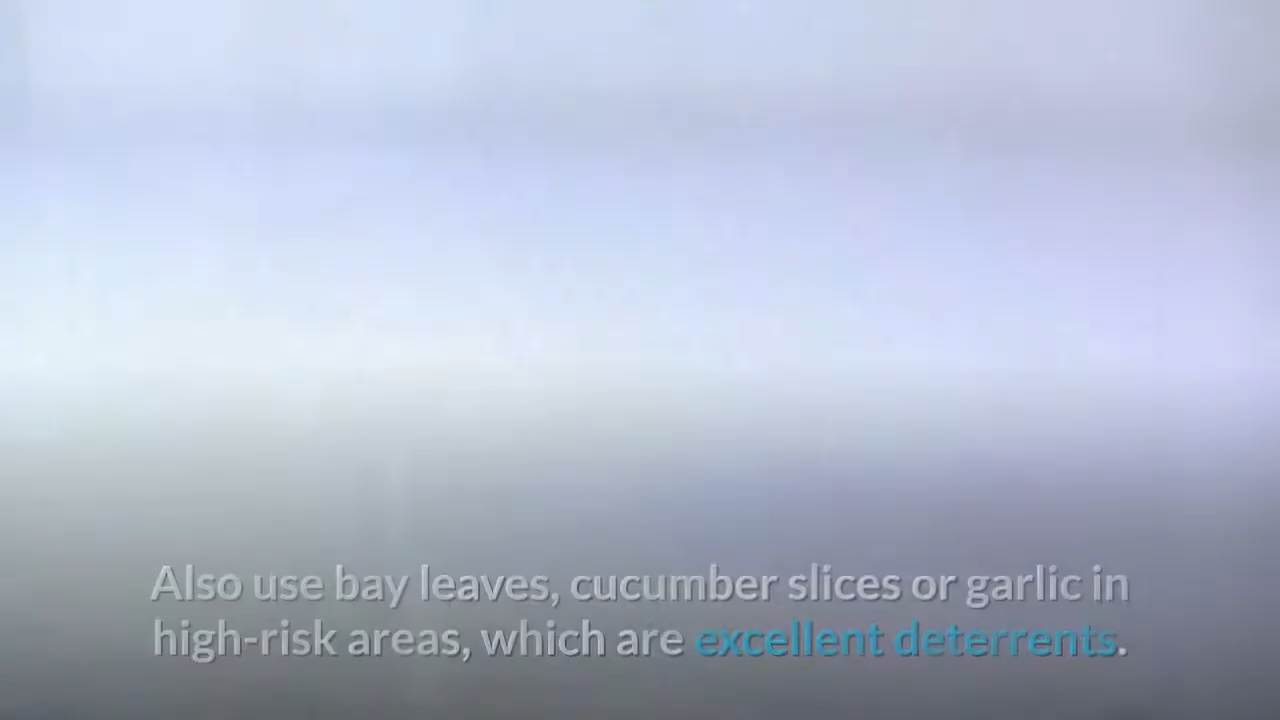 Also use bay leaves, cucumber slices or garlic in
high-risk areas, which are excellent deterrents.